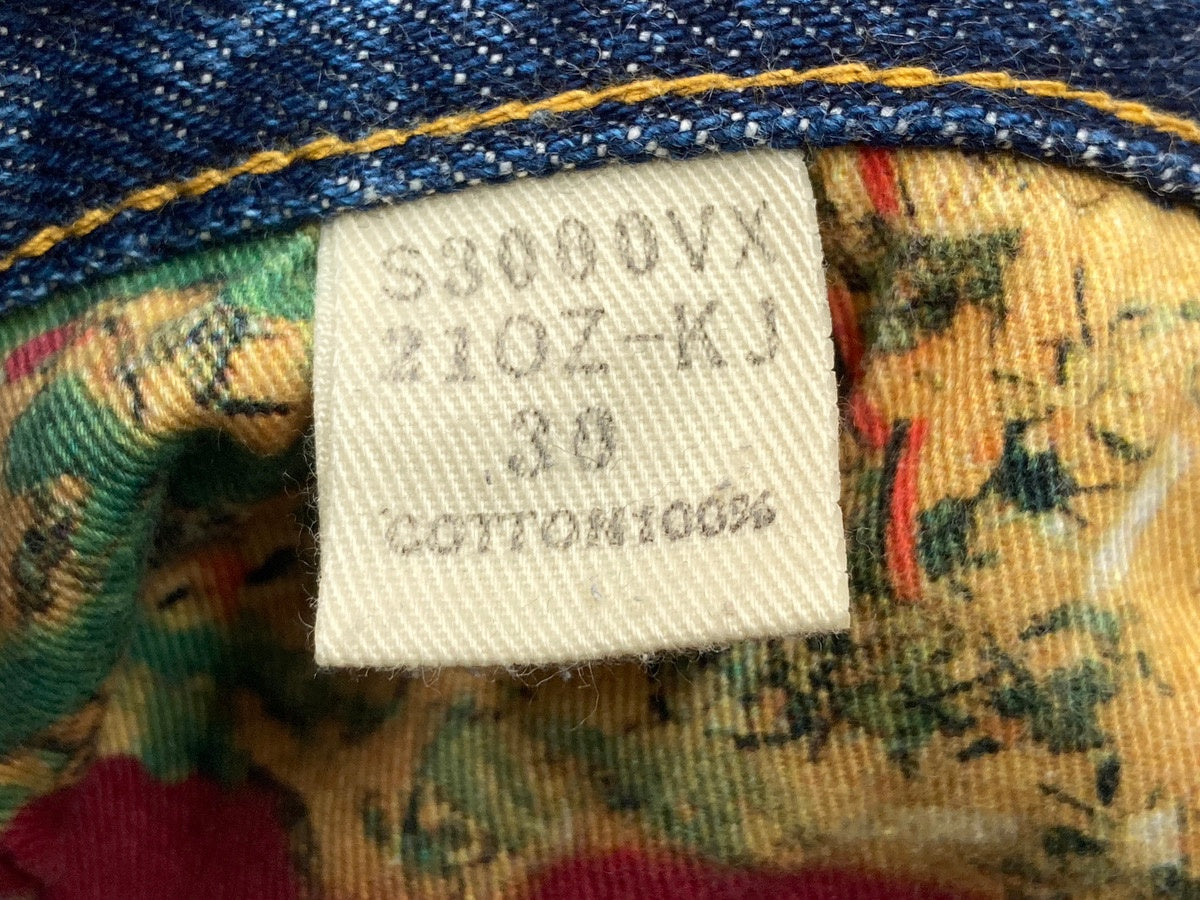 S3000VX
21OZ-KJ
30
COTTON100%